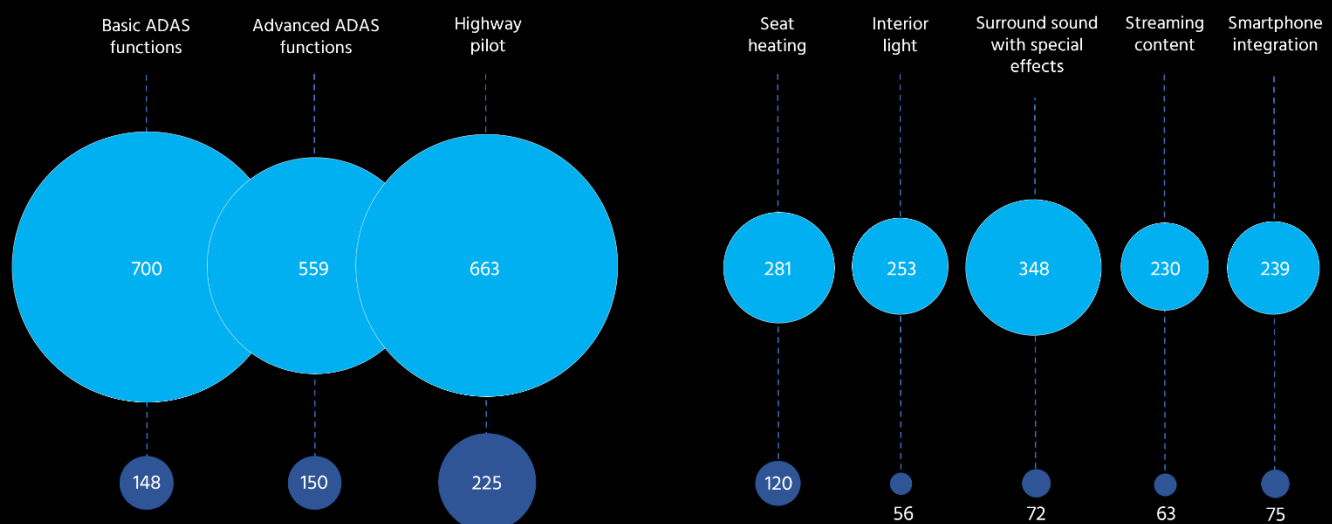 Basic ADAS
functions
Advanced ADAS
functions
Highway
pilot
Seat
heating
Interior
light
Surround sound
with special
effects
Streaming
content
Smartphone
integration
700
559
663
281
253
348
230
239
148
150
225
120
56
72
63
75